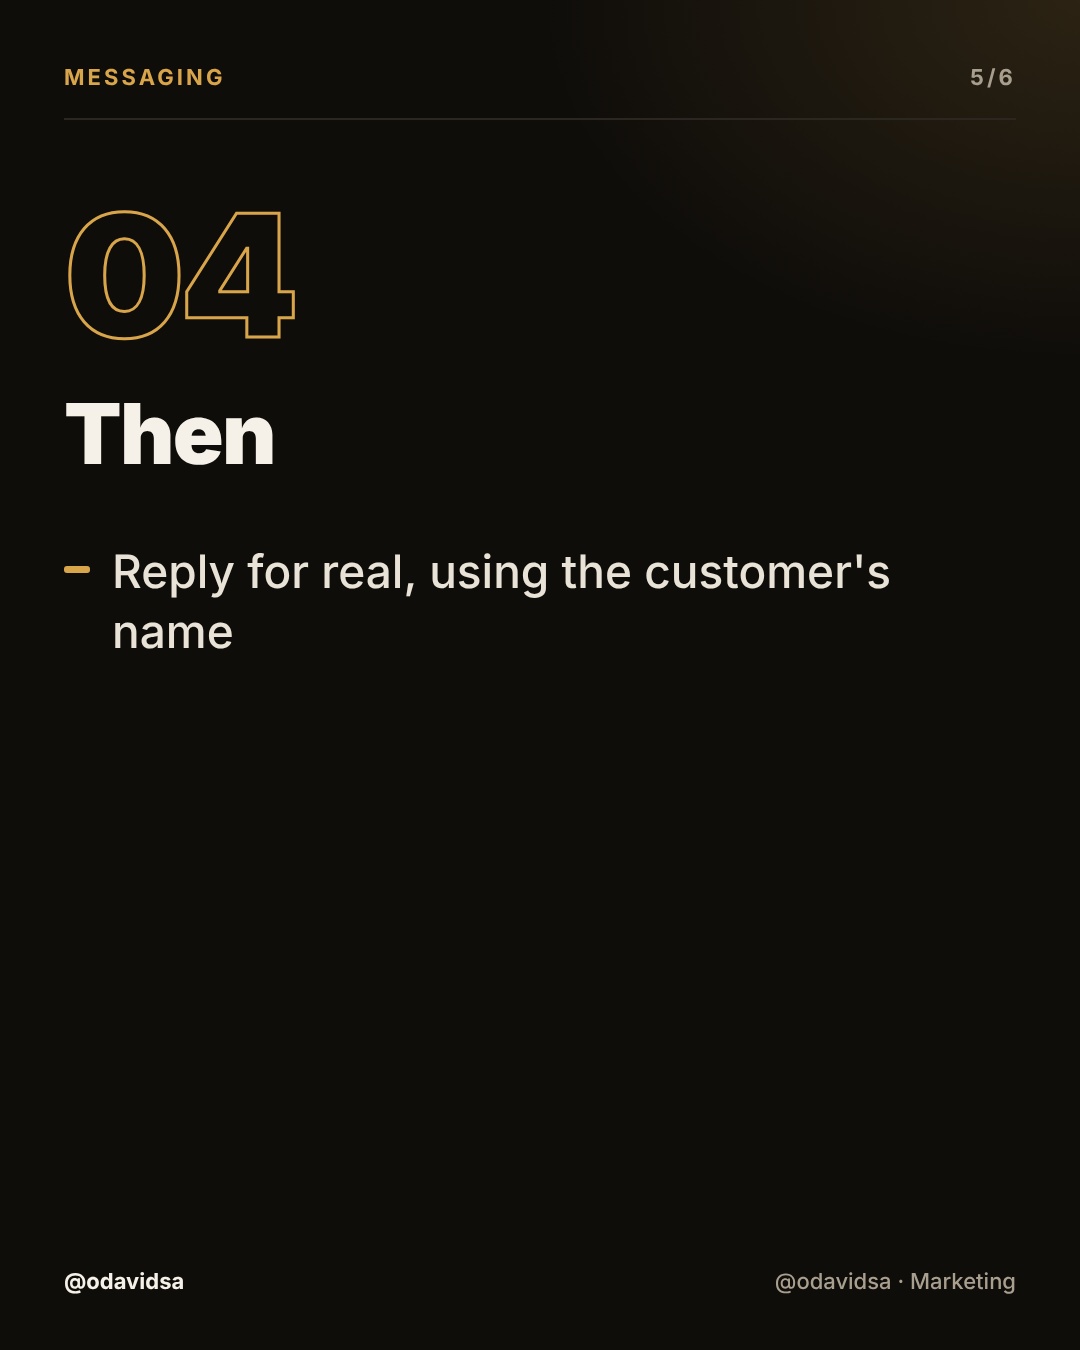 MESSAGING
5/6
04
Then
Reply for real, using the customer's
name
@odavidsa
@odavidsa · Marketing